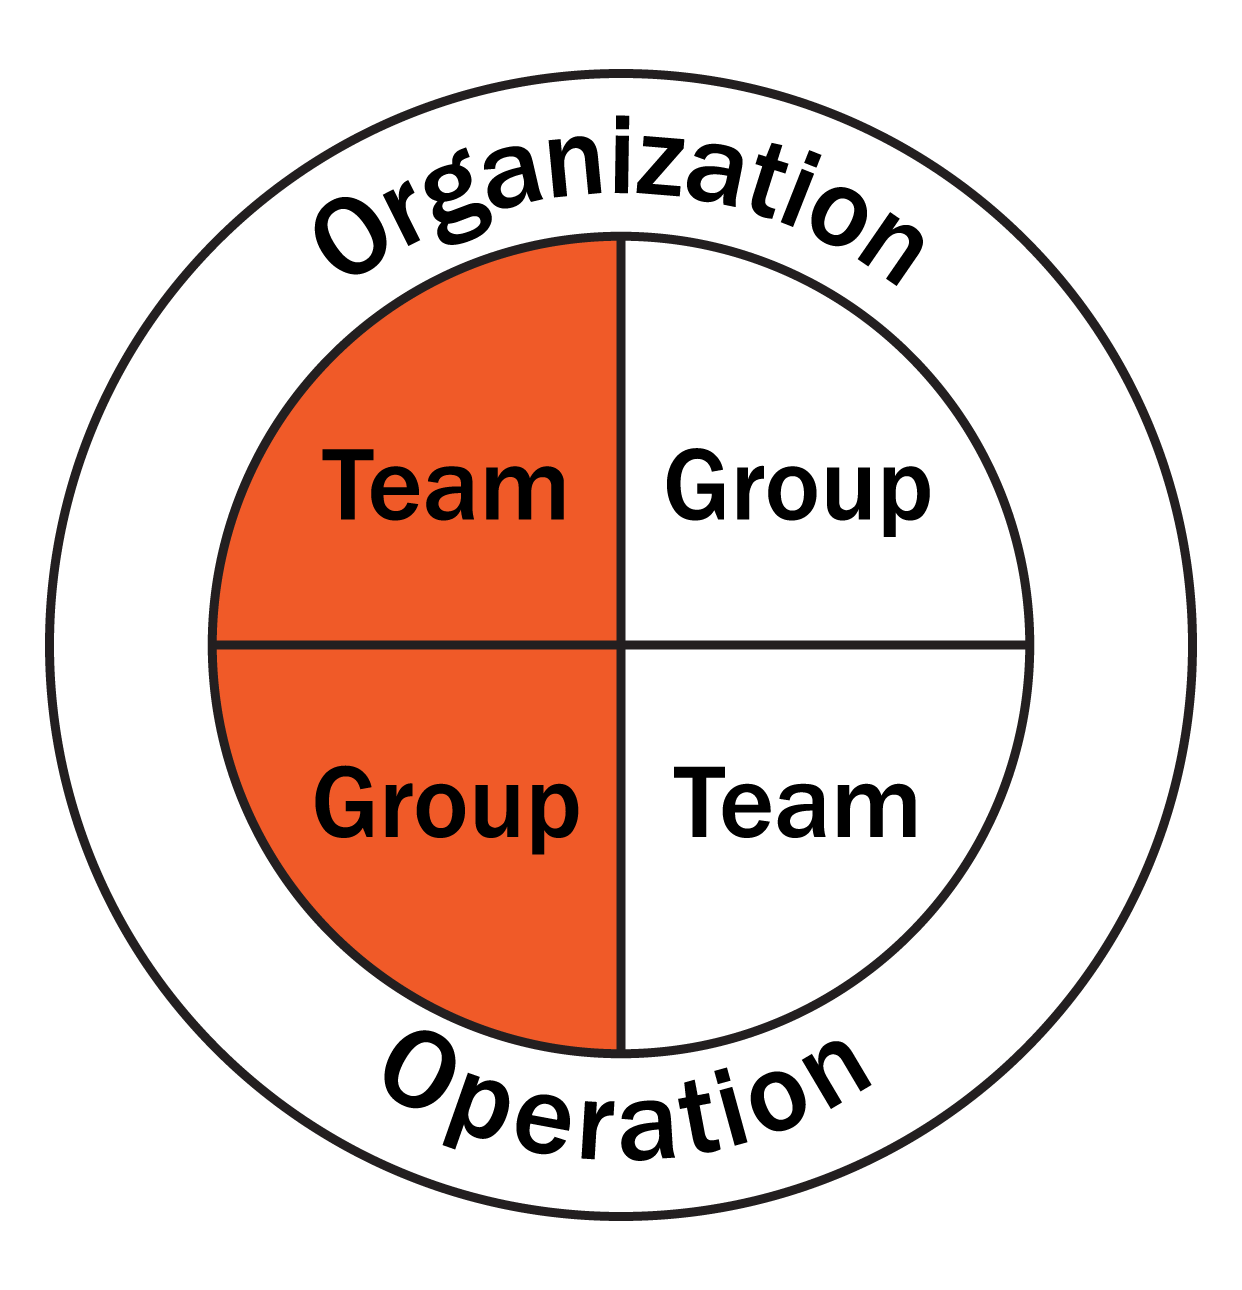 Organization
Team Group
Group Team
Operation